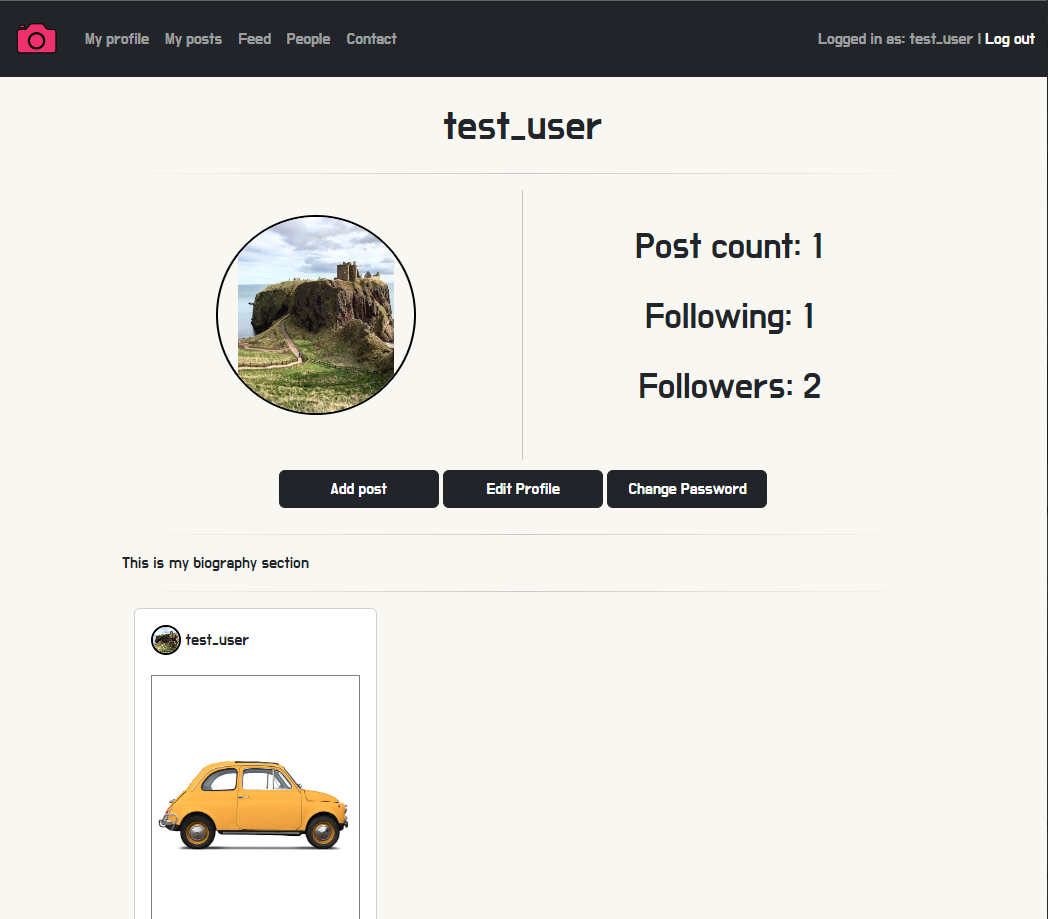 My profile My posts Feed People Contact Logged in as: test_user | Log out
test_user
Post count: 1
Following: 1
Followers: 2
Add post Edit Profile Change Password
This is my biography section
test_user